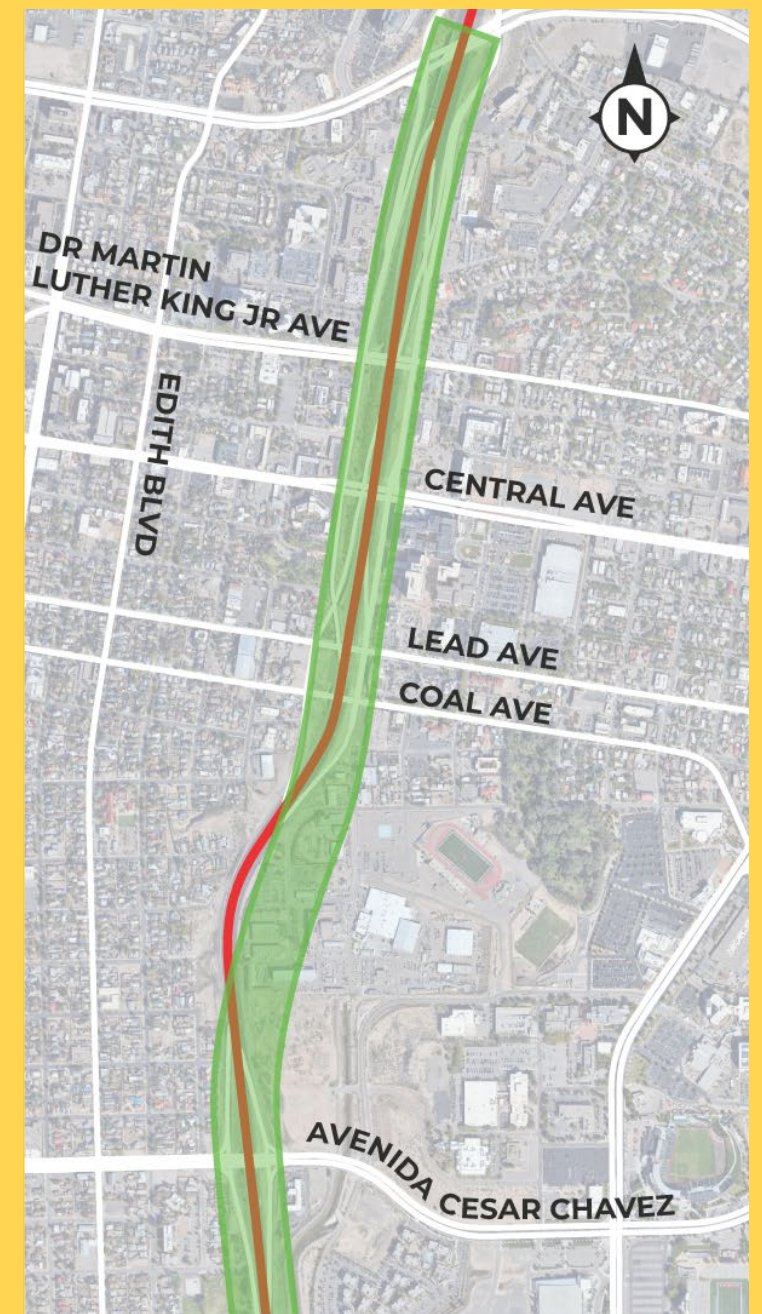 N
DR MARTIN
LUTHER KING JR AVE
EDITH BLVD
CENTRAL AVE
LEAD AVE
COAL AVE
AVENIDA CESAR CHAVEZ